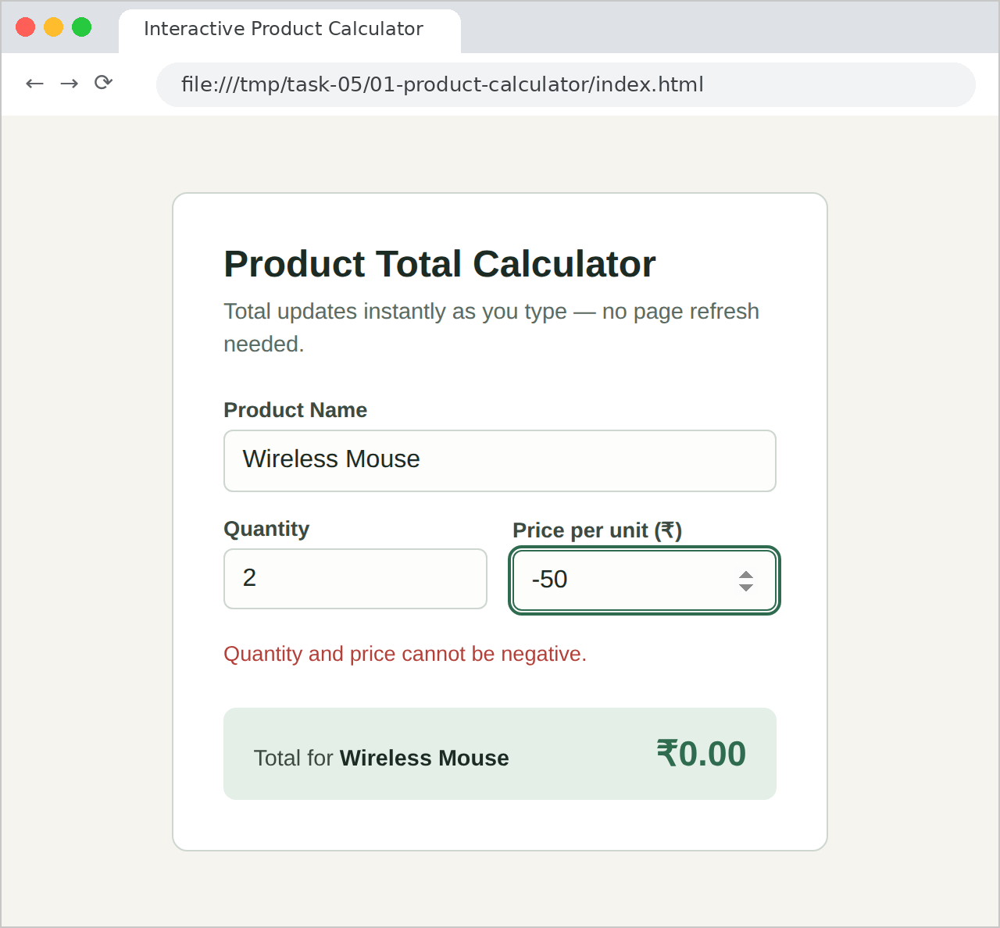 Interactive Product Calculator
← → ⟳ file:///tmp/task-05/01-product-calculator/index.html
Product Total Calculator
Total updates instantly as you type — no page refresh
needed.
Product Name
Wireless Mouse
Quantity
Price per unit (₹)
2
-50
Quantity and price cannot be negative.
Total for Wireless Mouse
₹0.00